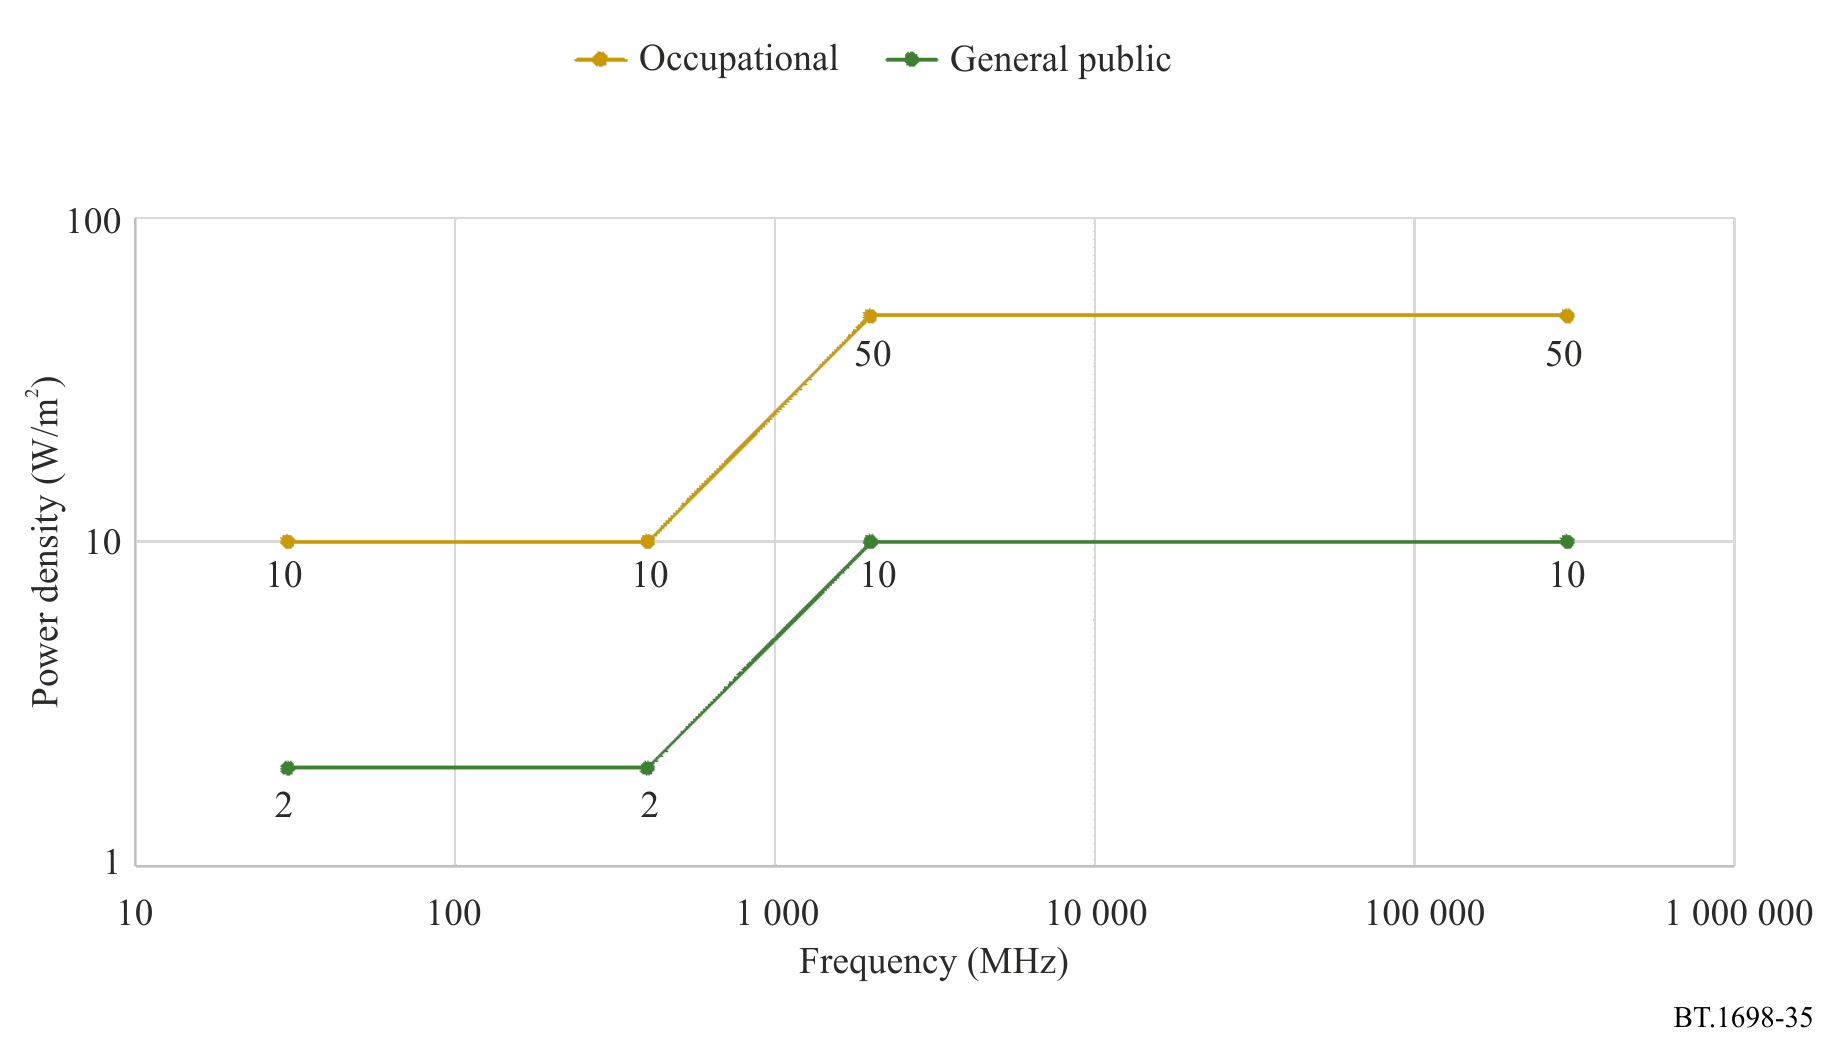 Occupational General public
100
50 50
Power density (W/m²)
10
10 10 10 10
2 2
1
10 100 1 000 10 000 100 000 1 000 000
Frequency (MHz)
BT.1698-35